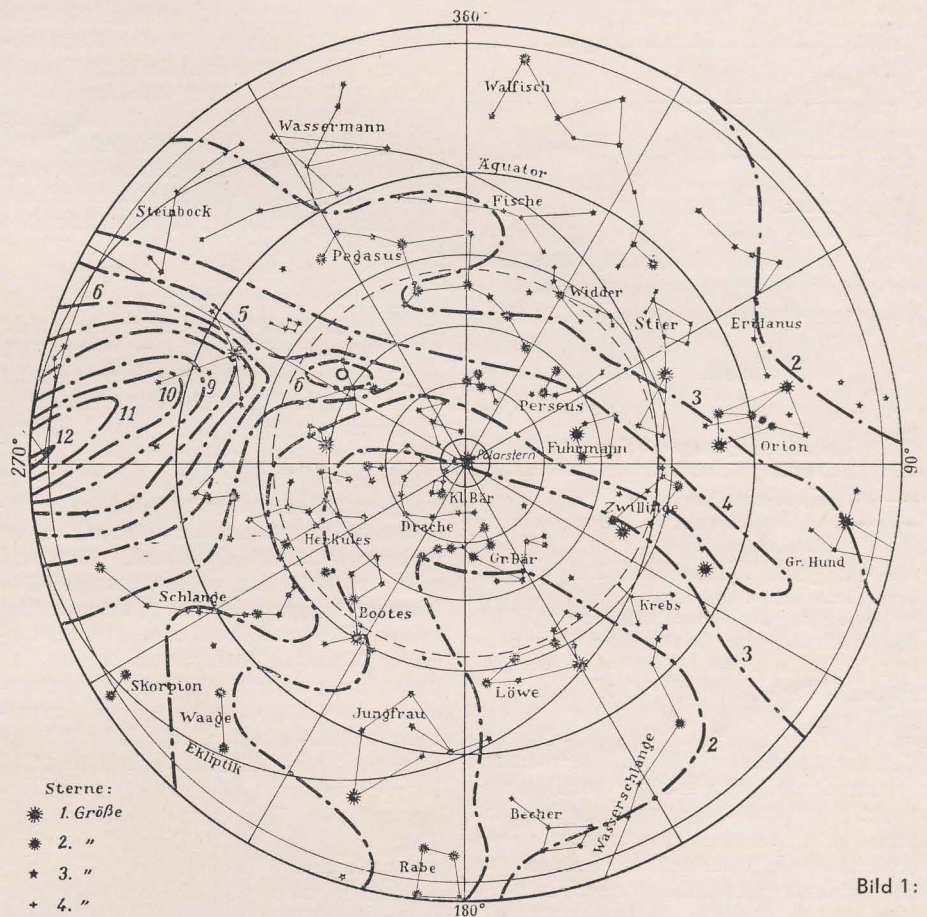 360°
Walfisch
Wassermann
Äquator
Fische
Steinbock
Pegasus
Widder
6
5
Stier
Eridanus
2
6
9
10
11
12
3
Perseus
Fuhrmann
Orion
Polarstern
270°
90°
Kl. Bär
Zwillinge
4
Drache
Herkules
Gr. Bär
Gr. Hund
Schlange
Bootes
Krebs
3
Skorpion
Löwe
Waage
Jungfrau
2
Ekliptik
Wasserschlange
Becher
Rabe
180°
Sterne:
1. Größe
2. "
3. "
4. "
Bild 1: